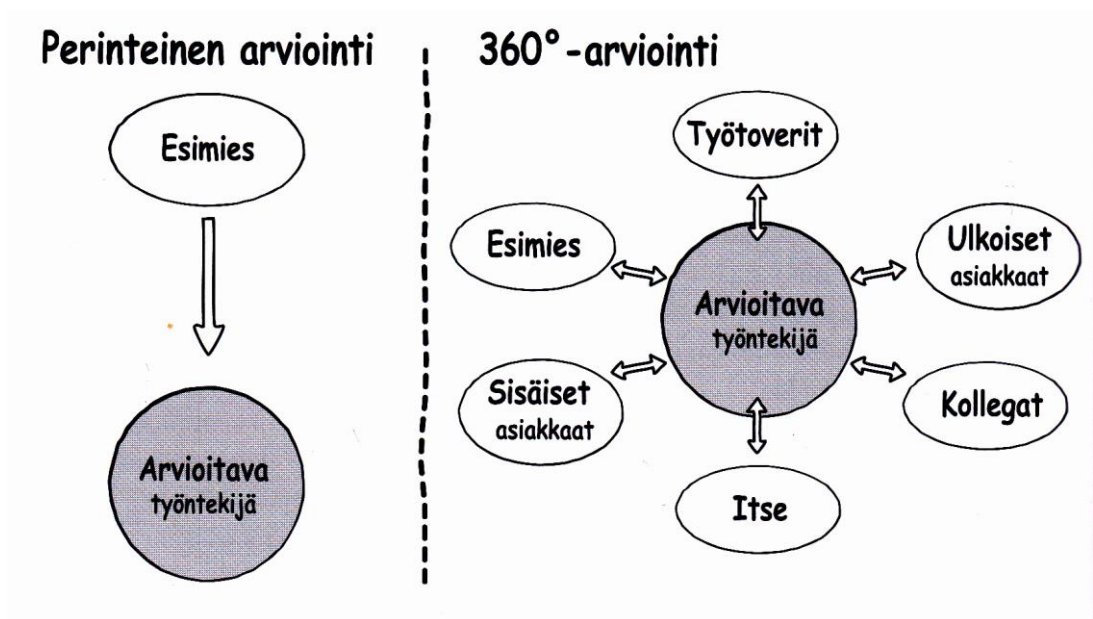 Perinteinen arviointi
Esimies
Arvioitava
työntekijä
360°-arviointi
Työtoverit
Esimies
Ulkoiset
asiakkaat
Arvioitava
työntekijä
Sisäiset
asiakkaat
Kollegat
Itse